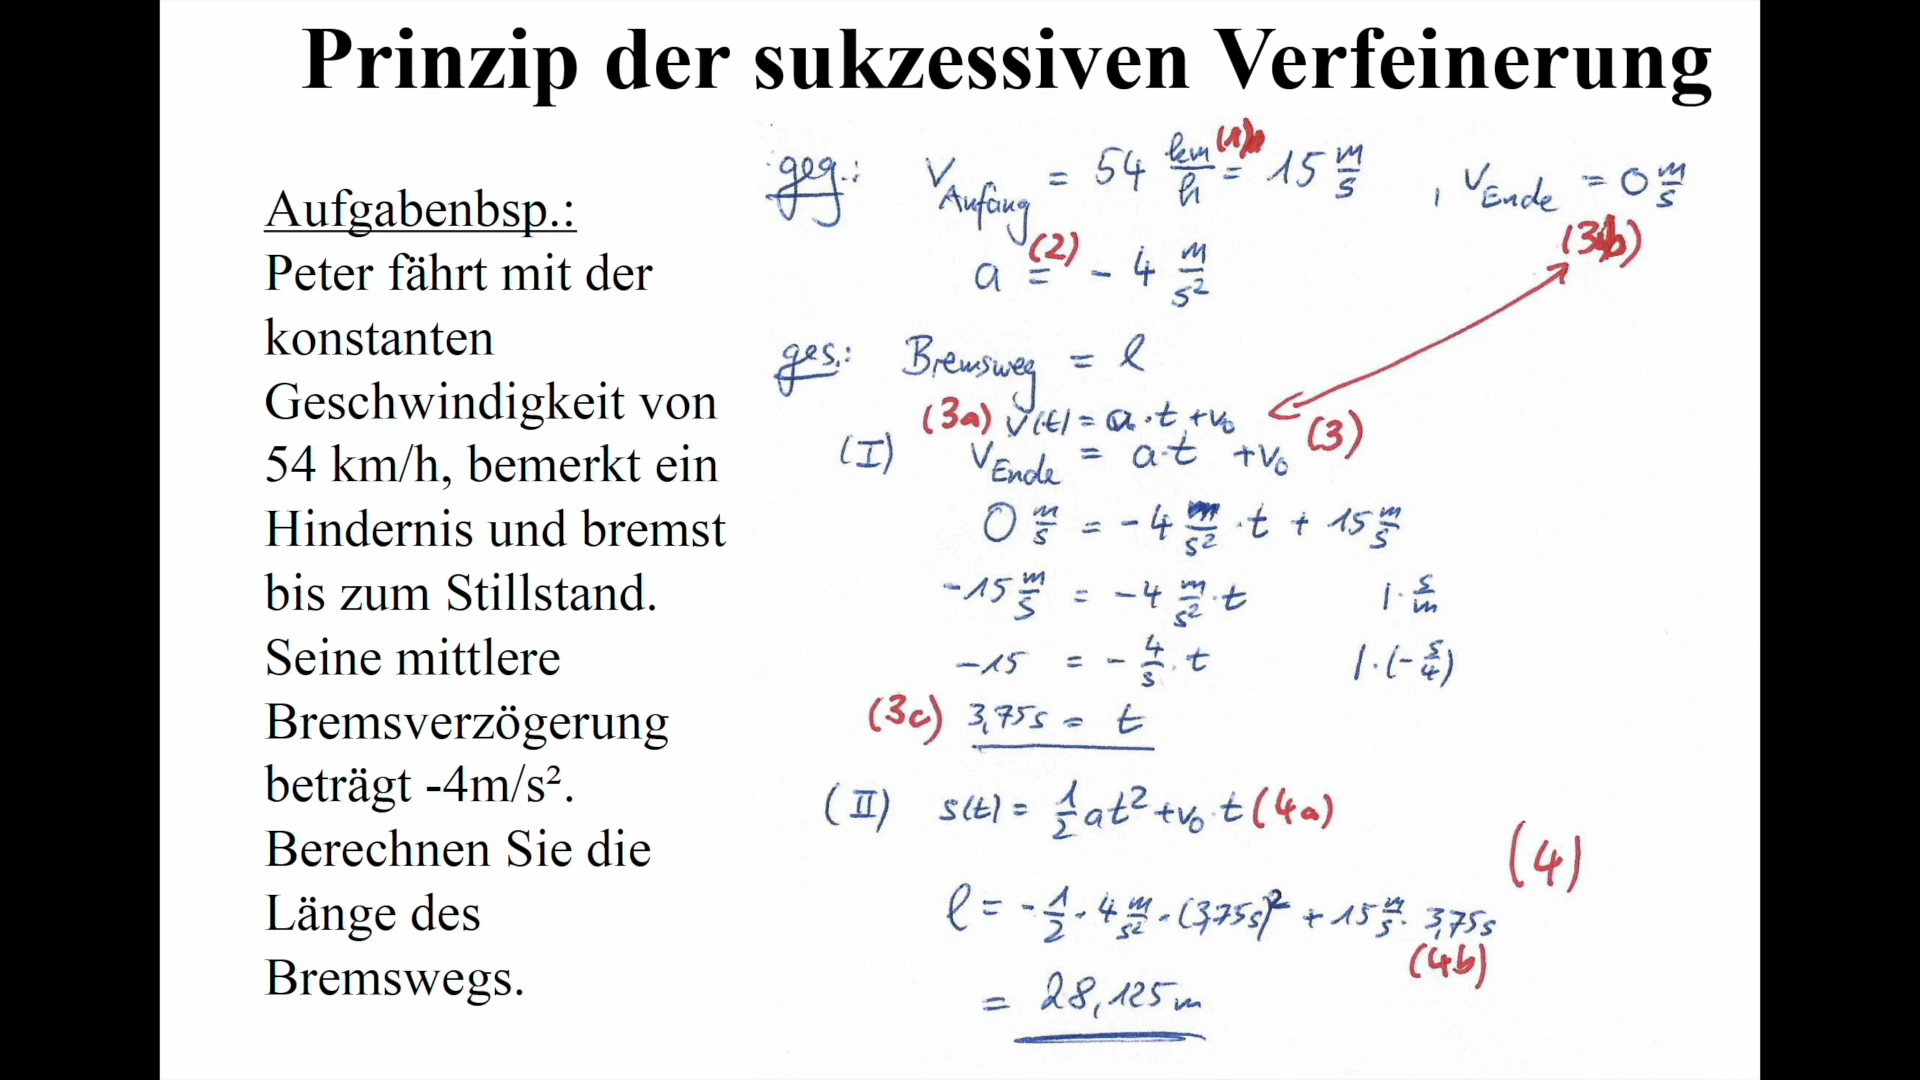 Prinzip der sukzessiven Verfeinerung
Aufgabenbsp.:
Peter fährt mit der
konstanten
Geschwindigkeit von
54 km/h, bemerkt ein
Hindernis und bremst
bis zum Stillstand.
Seine mittlere
Bremsverzögerung
beträgt -4m/s².
Berechnen Sie die
Länge des
Bremswegs.
geg.: V_Anfang = 54 km/h = (1) 15 m/s , V_Ende = 0 m/s
(3b)
a = (2) - 4 m/s²
ges.: Bremsweg = l
(3a) v(t) = a · t + v₀ (3)
(I) V_Ende = a·t + v₀
0 m/s = -4 m/s² · t + 15 m/s
-15 m/s = -4 m/s² · t | · s/m
-15 = - 4/s · t | · (- s/4)
(3c) 3,75s = t
(II) s(t) = 1/2 at² + v₀ · t (4a)
(4)
l = - 1/2 · 4 m/s² · (3,75s)² + 15 m/s · 3,75s
(4b)
= 28,125m